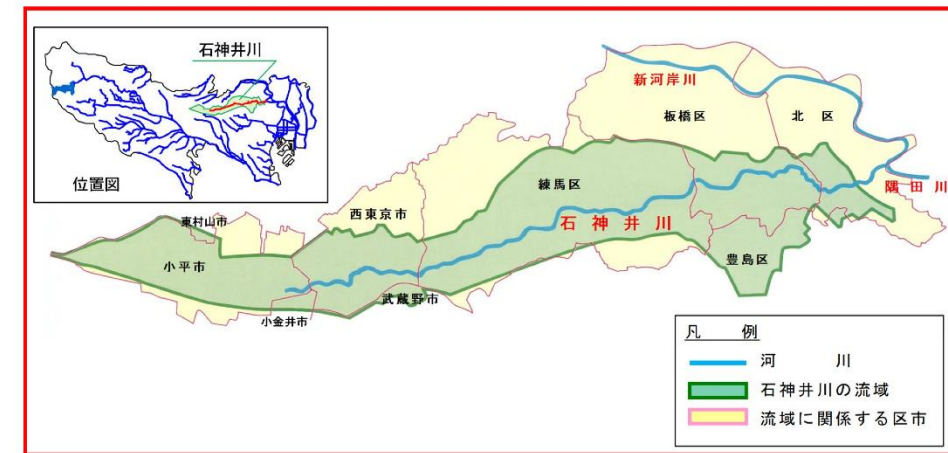 石神井川
位置図
新河岸川
板橋区
北 区
練馬区
隅 田 川
東村山市
西東京市
石 神 井 川
小平市
豊島区
武蔵野市
小金井市
凡 例
河 川
石神井川の流域
流域に関係する区市